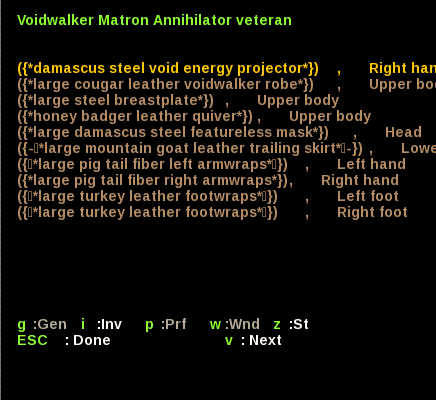 Voidwalker Matron Annihilator veteran
({*damascus steel void energy projector*}) , Right han
({*large cougar leather voidwalker robe*}) , Upper bo
({*large steel breastplate*}) , Upper body
({*honey badger leather quiver*}) , Upper body
({*large damascus steel featureless mask*}) , Head
({-▯*large mountain goat leather trailing skirt*▯-}) , Lowe
({▯*large pig tail fiber left armwraps*▯}) , Left hand
({*large pig tail fiber right armwraps*}), Right hand
({▯*large turkey leather footwraps*▯}) , Left foot
({▯*large turkey leather footwraps*▯}) , Right foot
g :Gen i :Inv p :Prf w :Wnd z :St
ESC : Done v : Next